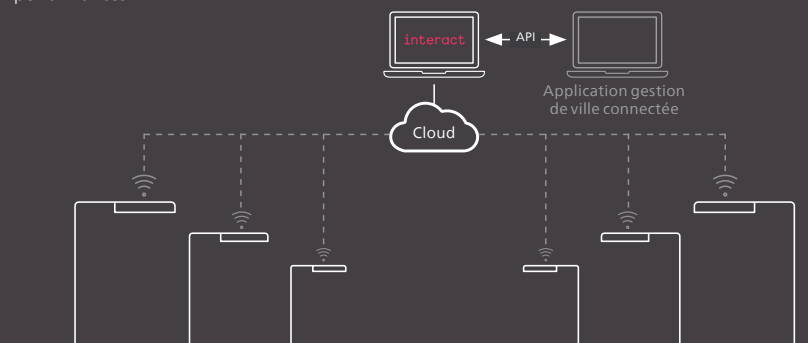 interact
API
Application gestion
de ville connectée
Cloud